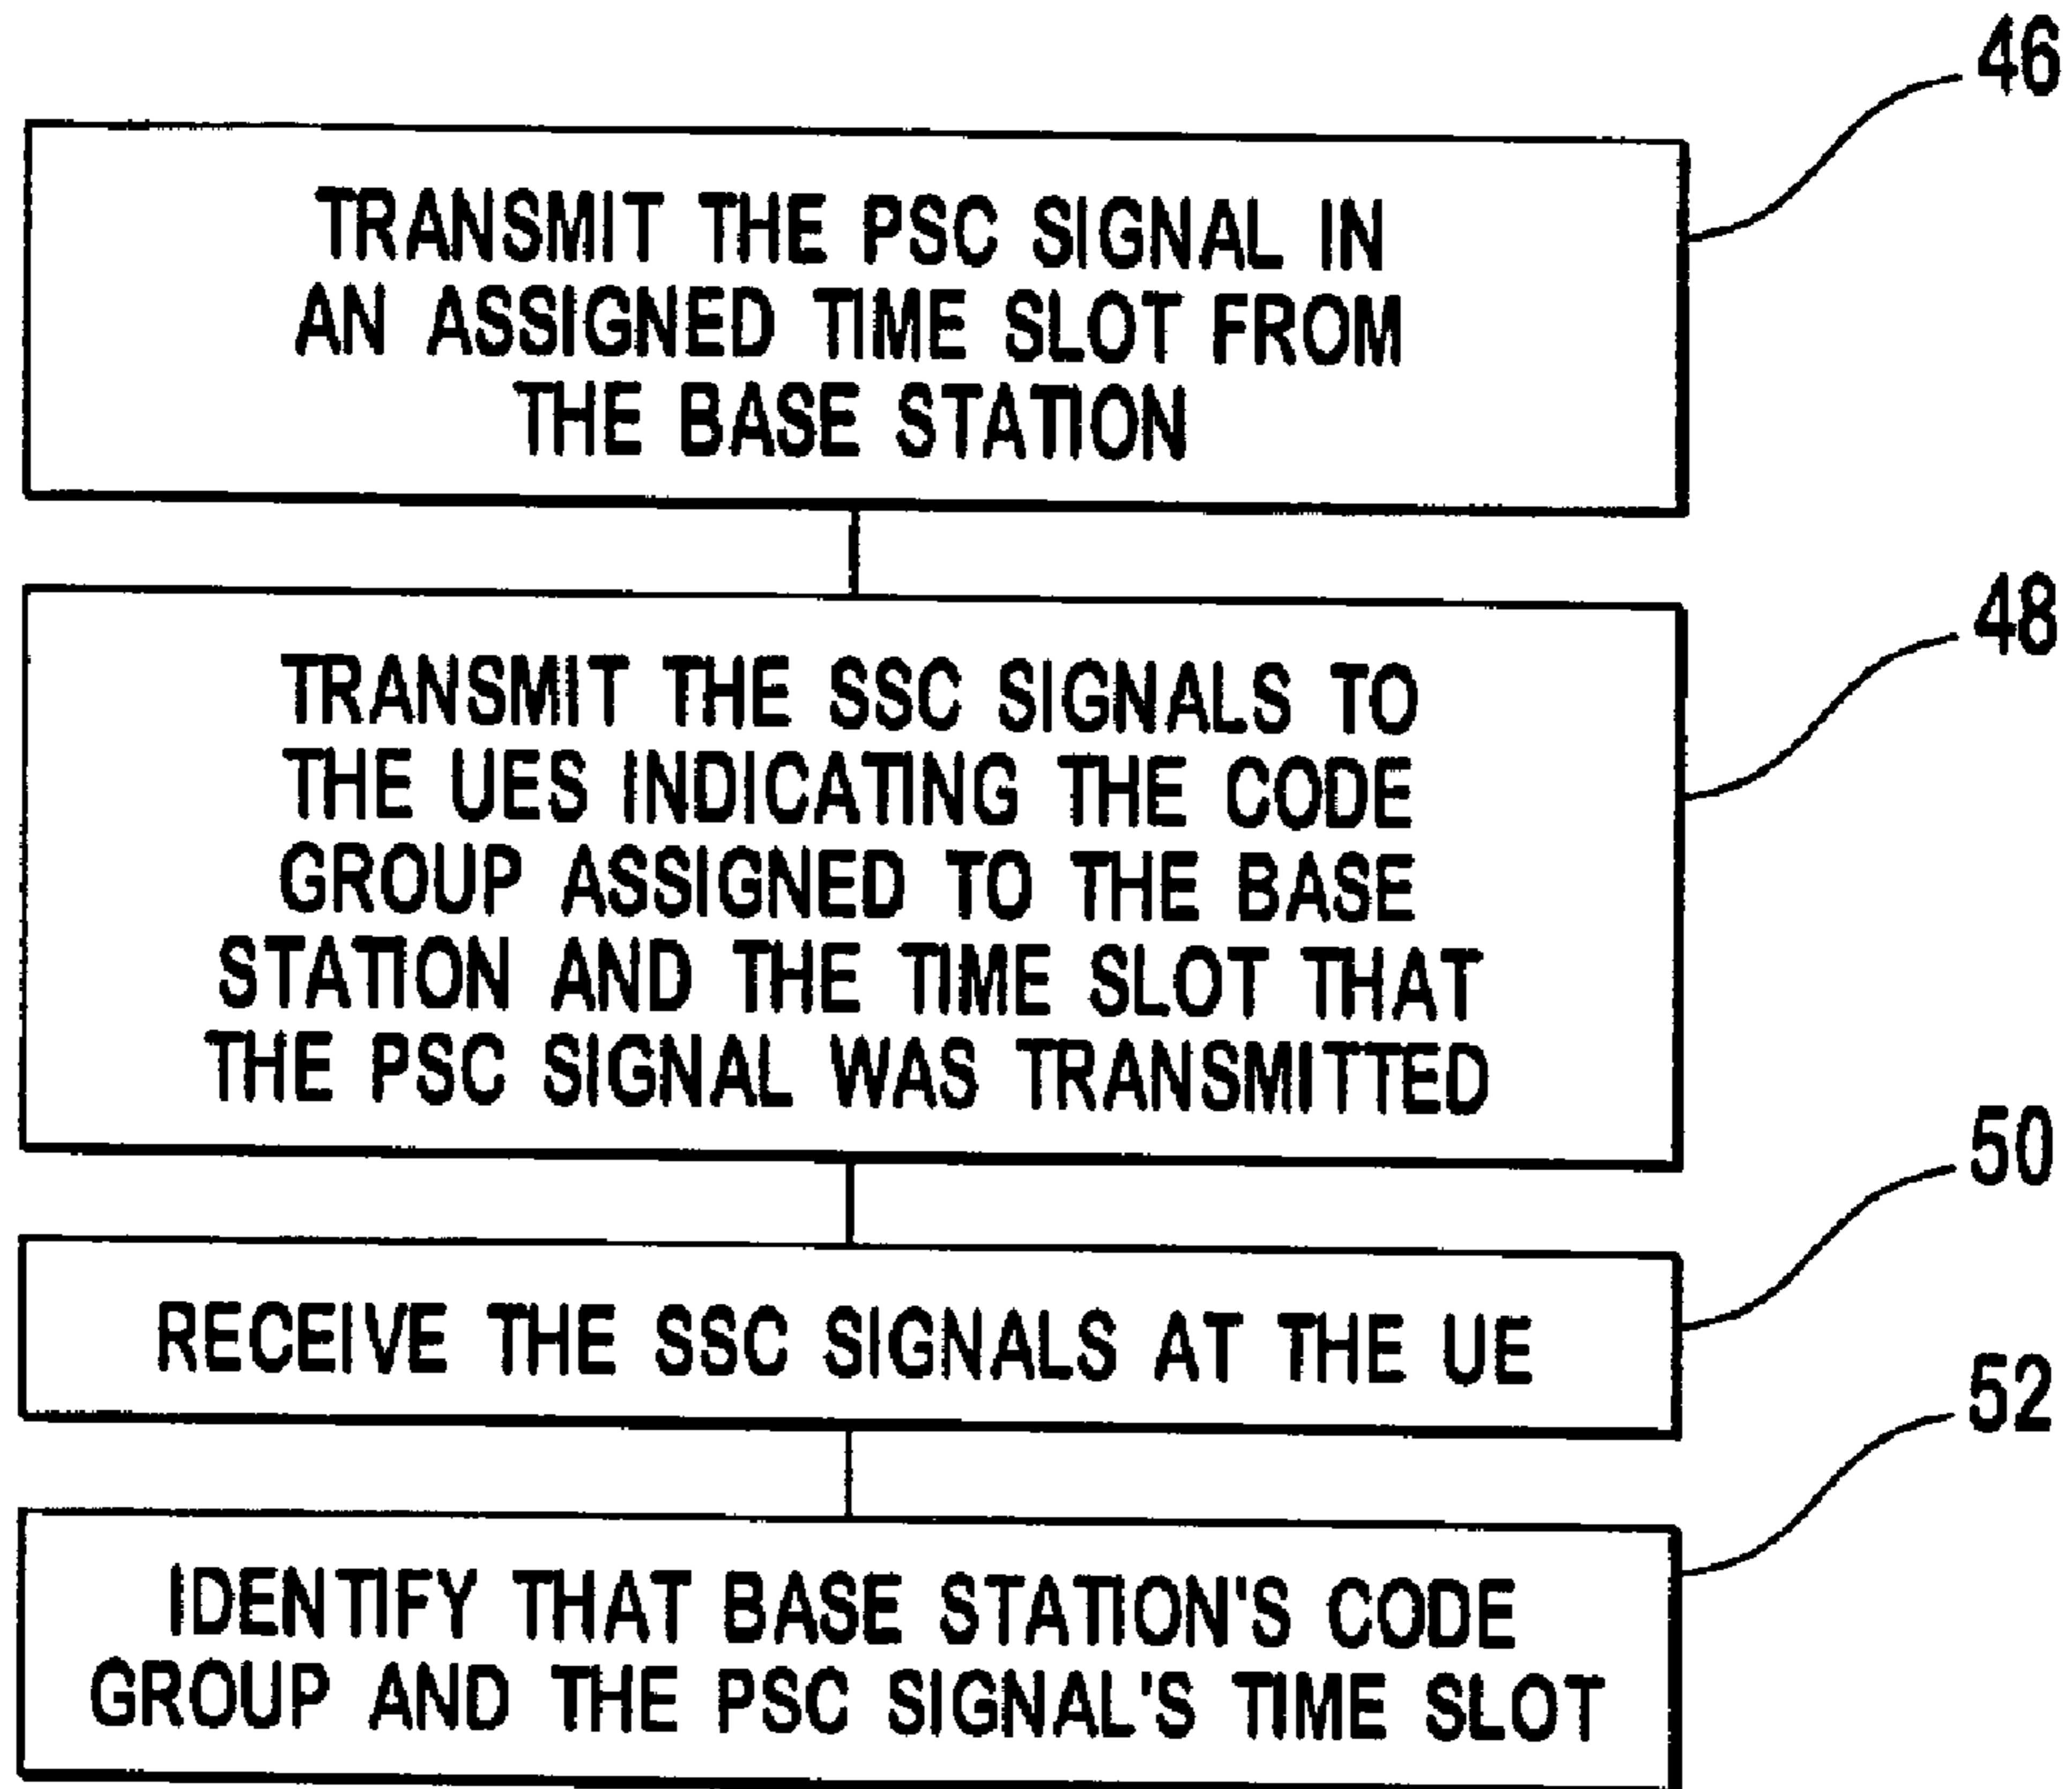 46
TRANSMIT THE PSC SIGNAL IN
AN ASSIGNED TIME SLOT FROM
THE BASE STATION
48
TRANSMIT THE SSC SIGNALS TO
THE UES INDICATING THE CODE
GROUP ASSIGNED TO THE BASE
STATION AND THE TIME SLOT THAT
THE PSC SIGNAL WAS TRANSMITTED
50
RECEIVE THE SSC SIGNALS AT THE UE
52
IDENTIFY THAT BASE STATION'S CODE
GROUP AND THE PSC SIGNAL'S TIME SLOT